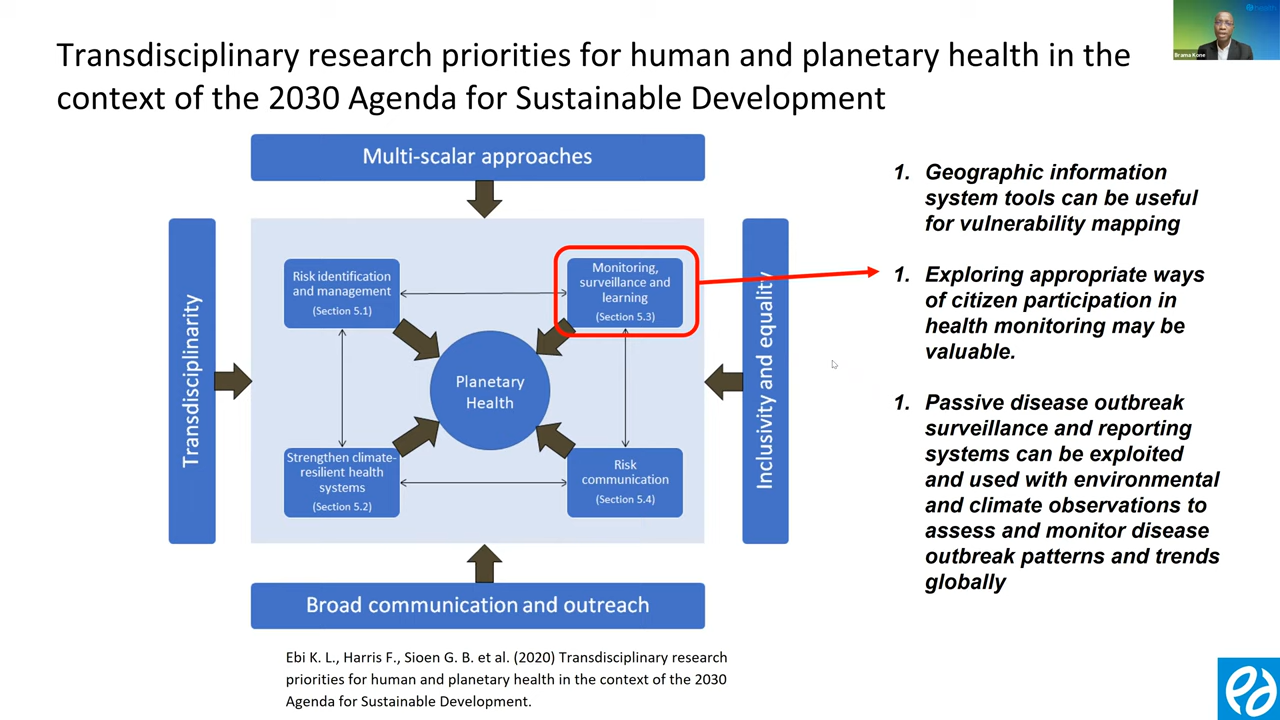 Transdisciplinary research priorities for human and planetary health in the
context of the 2030 Agenda for Sustainable Development
Brama Kone
Multi-scalar approaches
Transdisciplinarity
Risk identification
and management
(Section 5.1)
Monitoring,
surveillance and
learning
(Section 5.3)
Planetary
Health
Strengthen climate-
resilient health
systems
(Section 5.2)
Risk
communication
(Section 5.4)
Inclusivity and equality
Broad communication and outreach
1. Geographic information
system tools can be useful
for vulnerability mapping
1. Exploring appropriate ways
of citizen participation in
health monitoring may be
valuable.
1. Passive disease outbreak
surveillance and reporting
systems can be exploited
and used with environmental
and climate observations to
assess and monitor disease
outbreak patterns and trends
globally
Ebi K. L., Harris F., Sioen G. B. et al. (2020) Transdisciplinary research
priorities for human and planetary health in the context of the 2030
Agenda for Sustainable Development.